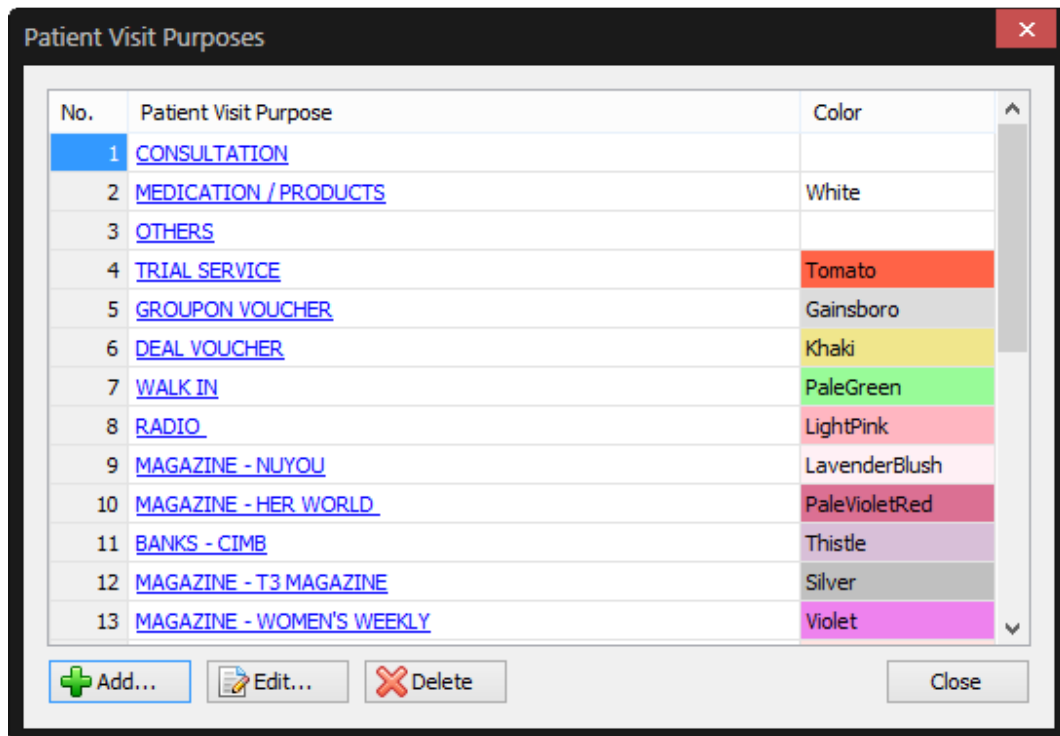 Patient Visit Purposes
No. Patient Visit Purpose Color
1 CONSULTATION
2 MEDICATION / PRODUCTS White
3 OTHERS
4 TRIAL SERVICE Tomato
5 GROUPON VOUCHER Gainsboro
6 DEAL VOUCHER Khaki
7 WALK IN PaleGreen
8 RADIO LightPink
9 MAGAZINE - NUYOU LavenderBlush
10 MAGAZINE - HER WORLD PaleVioletRed
11 BANKS - CIMB Thistle
12 MAGAZINE - T3 MAGAZINE Silver
13 MAGAZINE - WOMEN'S WEEKLY Violet
Add... Edit... Delete Close